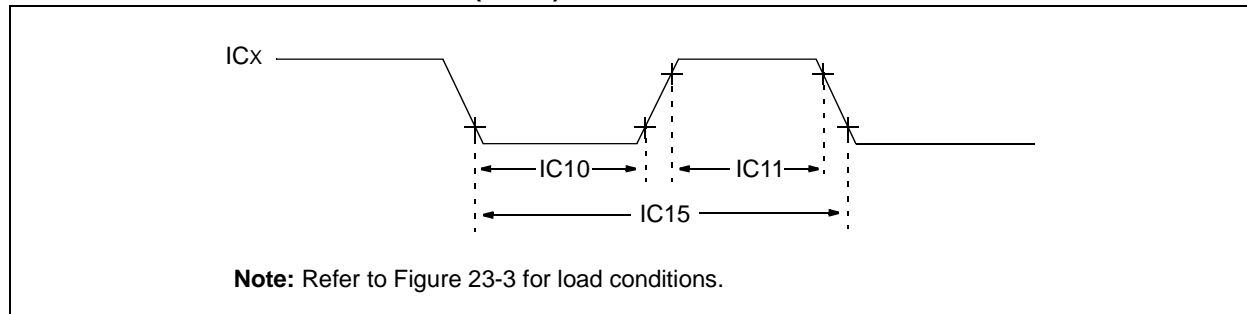 ICX
IC10
IC11
IC15
Note: Refer to Figure 23-3 for load conditions.